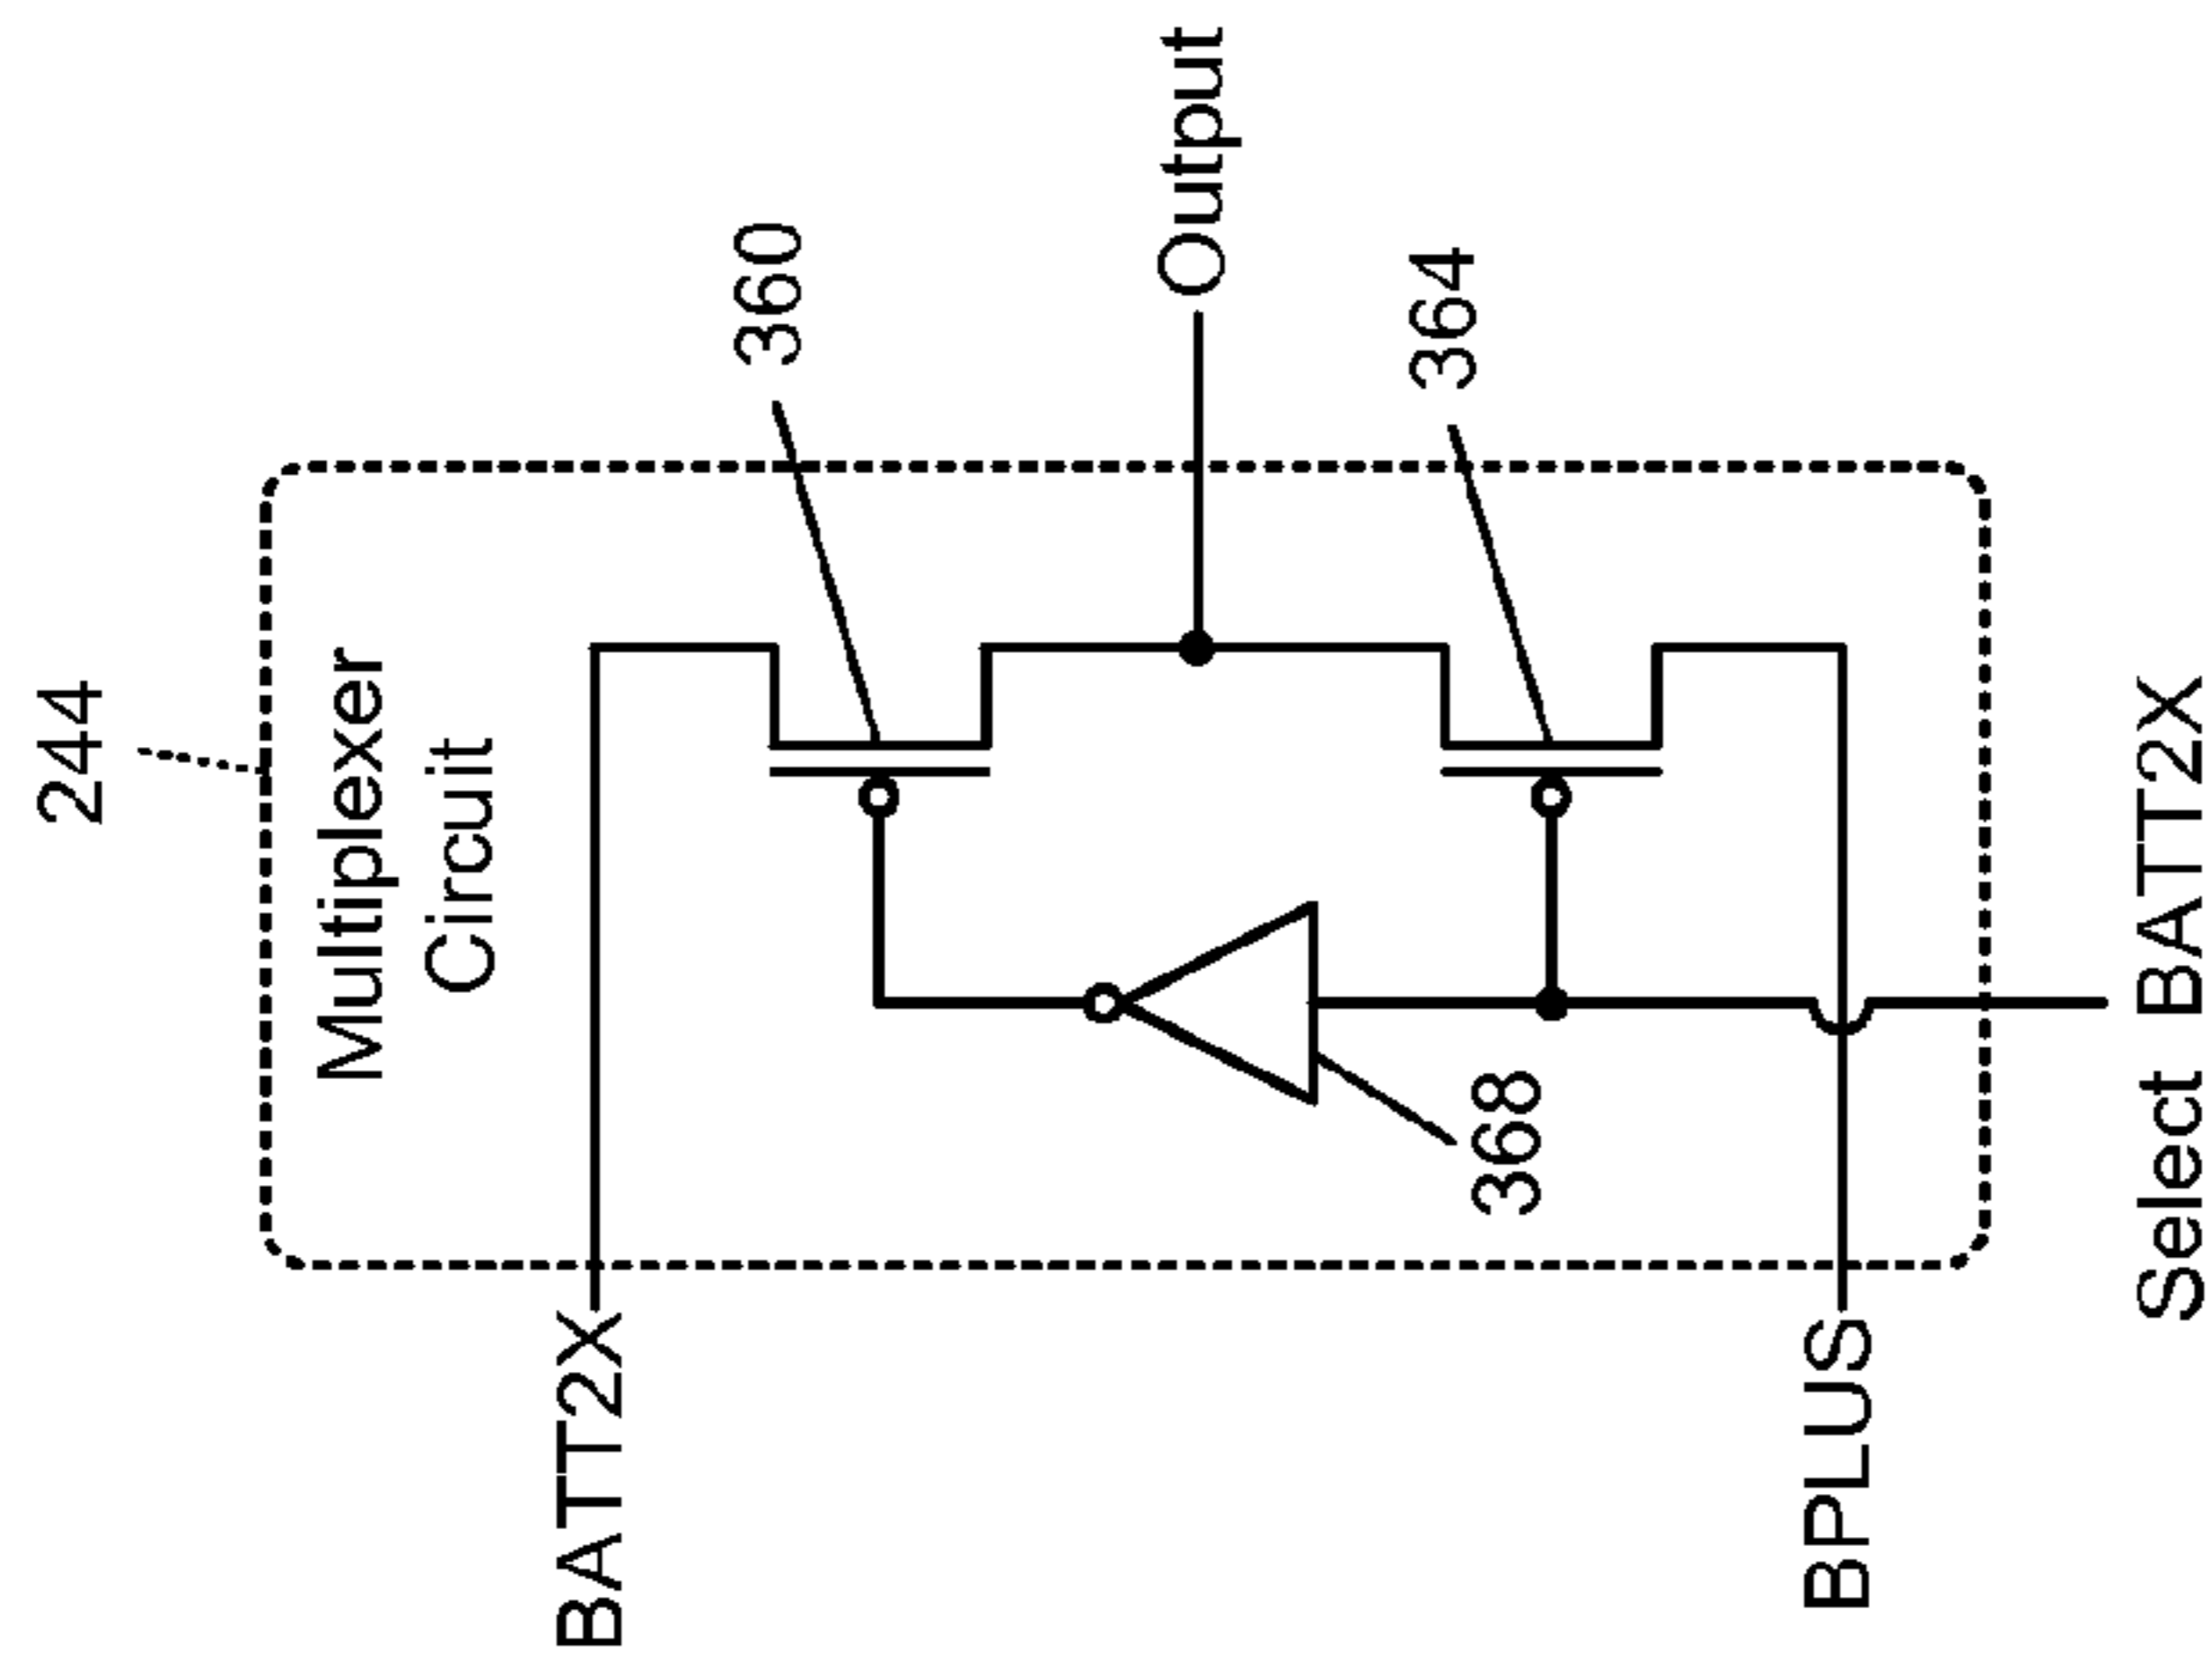 244
Multiplexer
Circuit
BATT2X
360
Output
364
368
BPLUS
Select BATT2X